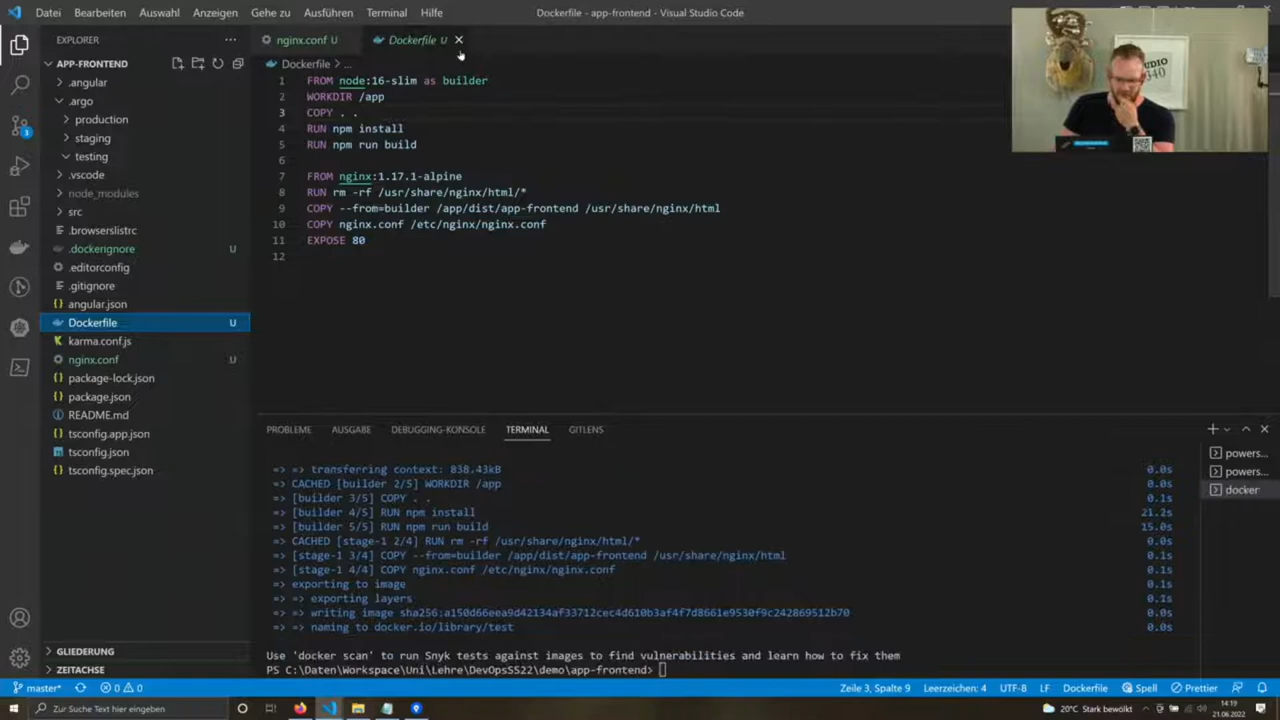 Datei Bearbeiten Auswahl Anzeigen Gehe zu Ausführen Terminal Hilfe Dockerfile - app-frontend - Visual Studio Code
EXPLORER
APP-FRONTEND
.angular
.argo
production
staging
testing
.vscode
node_modules
src
.browserslistrc
.dockerignore U
.editorconfig
.gitignore
angular.json
Dockerfile U
karma.conf.js
nginx.conf U
package-lock.json
package.json
README.md
tsconfig.app.json
tsconfig.json
tsconfig.spec.json
GLIEDERUNG
ZEITACHSE
nginx.conf U Dockerfile U
Dockerfile > ...
1 FROM node:16-slim as builder
2 WORKDIR /app
3 COPY . .
4 RUN npm install
5 RUN npm run build
6
7 FROM nginx:1.17.1-alpine
8 RUN rm -rf /usr/share/nginx/html/*
9 COPY --from=builder /app/dist/app-frontend /usr/share/nginx/html
10 COPY nginx.conf /etc/nginx/nginx.conf
11 EXPOSE 80
12
PROBLEME AUSGABE DEBUGGING-KONSOLE TERMINAL GITLENS
=> => transferring context: 838.43kB 0.0s
=> CACHED [builder 2/5] WORKDIR /app 0.0s
=> [builder 3/5] COPY . . 0.1s
=> [builder 4/5] RUN npm install 21.2s
=> [builder 5/5] RUN npm run build 15.0s
=> CACHED [stage-1 2/4] RUN rm -rf /usr/share/nginx/html/* 0.0s
=> [stage-1 3/4] COPY --from=builder /app/dist/app-frontend /usr/share/nginx/html 0.1s
=> [stage-1 4/4] COPY nginx.conf /etc/nginx/nginx.conf 0.1s
=> exporting to image 0.1s
=> => exporting layers 0.1s
=> => writing image sha256:a150d66eea9d42134af33712cec4d610b3af4f7d8661e9530f9c242869512b70 0.0s
=> => naming to docker.io/library/test 0.0s
Use 'docker scan' to run Snyk tests against images to find vulnerabilities and learn how to fix them
PS C:\Daten\Workspace\Uni\Lehre\DevOpsSS22\demo\app-frontend>
powers...
powers...
docker
master* 0 0 Zeile 3, Spalte 9 Leerzeichen: 4 UTF-8 LF Dockerfile Spell Prettier
Zur Suche Text hier eingeben 20°C Stark bewölkt 14:19
21.06.2022